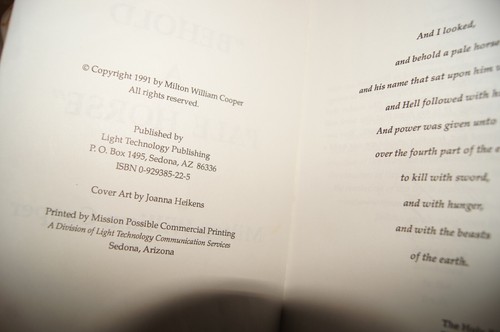 © Copyright 1991 by Milton William Cooper
All rights reserved.
Published by
Light Technology Publishing
P. O. Box 1495, Sedona, AZ 86336
ISBN 0-929385-22-5
Cover Art by Joanna Heikens
Printed by Mission Possible Commercial Printing
A Division of Light Technology Communication Services
Sedona, Arizona
And I looked,
and behold a pale horse
and his name that sat upon him
and Hell followed with
And power was given unto
over the fourth part of the
to kill with sword,
and with hunger,
and with the beasts
of the earth.
The